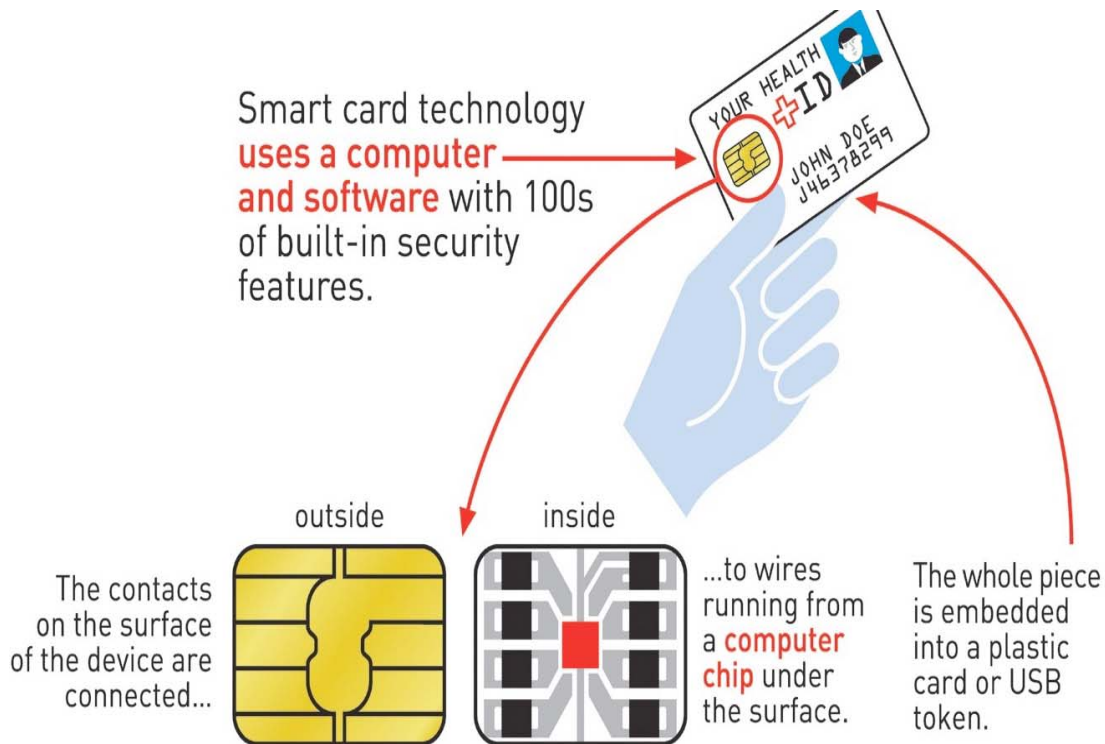 Smart card technology
uses a computer
and software with 100s
of built-in security
features.
YOUR HEALTH
ID
JOHN DOE
J46378299
outside
inside
The contacts
on the surface
of the device are
connected...
...to wires
running from
a computer
chip under
the surface.
The whole piece
is embedded
into a plastic
card or USB
token.